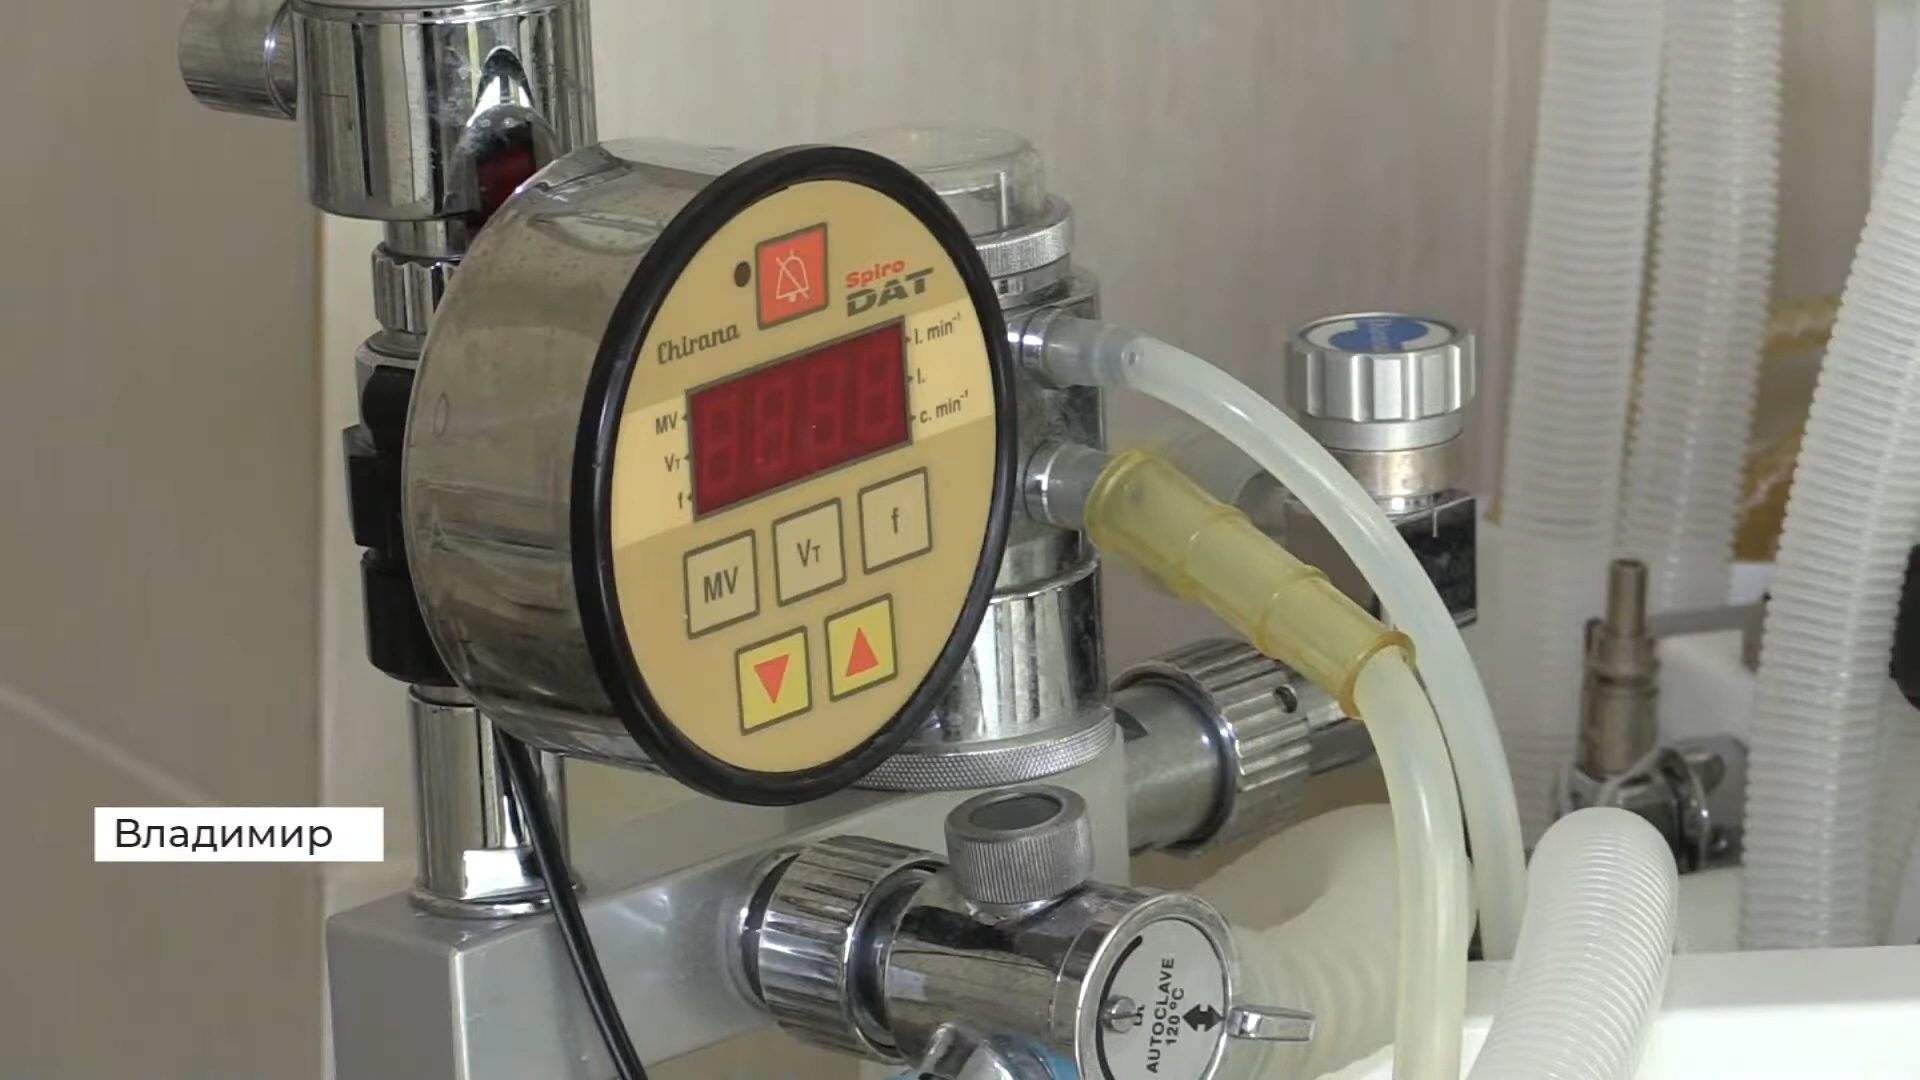 Spiro
DAT
Chirana
l. min⁻¹
l.
c. min⁻¹
MV
VT
f
MV
VT
f
AUTOCLAVE
120°C
Владимир